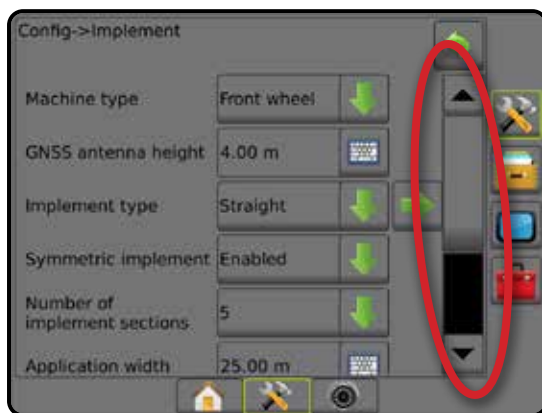 Config->Implement
Machine type Front wheel
GNSS antenna height 4.00 m
Implement type Straight
Symmetric implement Enabled
Number of
implement sections 5
Application width 25.00 m